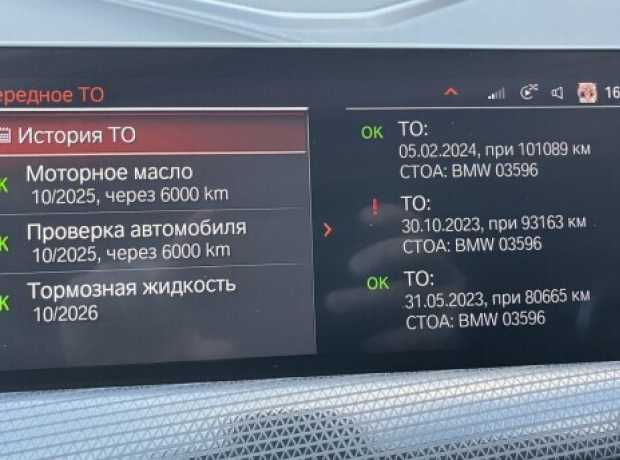 ередное ТО
16
История ТО
OK
ТО:
05.02.2024, при 101089 км
СТОА: BMW 03596
K
Моторное масло
10/2025, через 6000 km
!
ТО:
30.10.2023, при 93163 км
СТОА: BMW 03596
K
Проверка автомобиля
10/2025, через 6000 km
OK
ТО:
31.05.2023, при 80665 км
СТОА: BMW 03596
K
Тормозная жидкость
10/2026